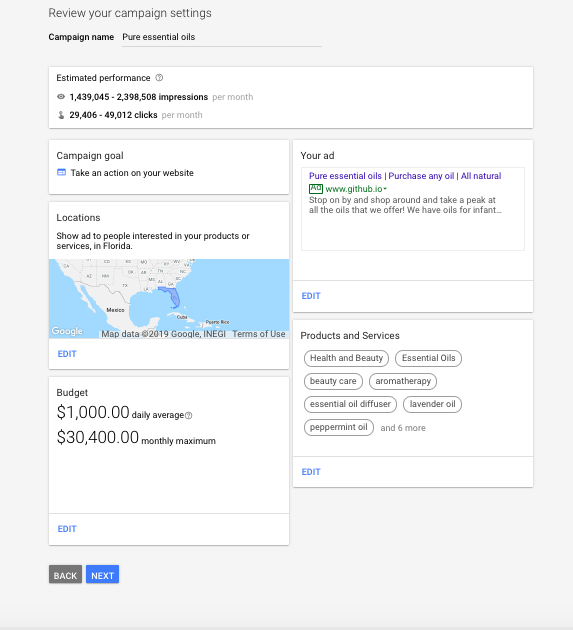 Review your campaign settings
Campaign name Pure essential oils
Estimated performance
1,439,045 - 2,398,508 impressions per month
29,406 - 49,012 clicks per month
Campaign goal
Take an action on your website
Locations
Show ad to people interested in your products or
services, in Florida.
Mexico
Cuba
Puerto Rico
Google
Map data ©2019 Google, INEGI Terms of Use
EDIT
Budget
$1,000.00 daily average
$30,400.00 monthly maximum
EDIT
Your ad
Pure essential oils | Purchase any oil | All natural
Ad www.github.io
Stop on by and shop around and take a peak at
all the oils that we offer! We have oils for infant…
EDIT
Products and Services
Health and Beauty Essential Oils
beauty care aromatherapy
essential oil diffuser lavender oil
peppermint oil and 6 more
EDIT
BACK NEXT